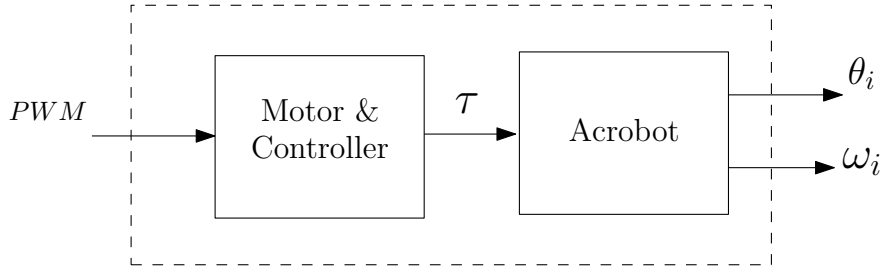 PWM
Motor &
Controller
τ
Acrobot
θ_i
ω_i